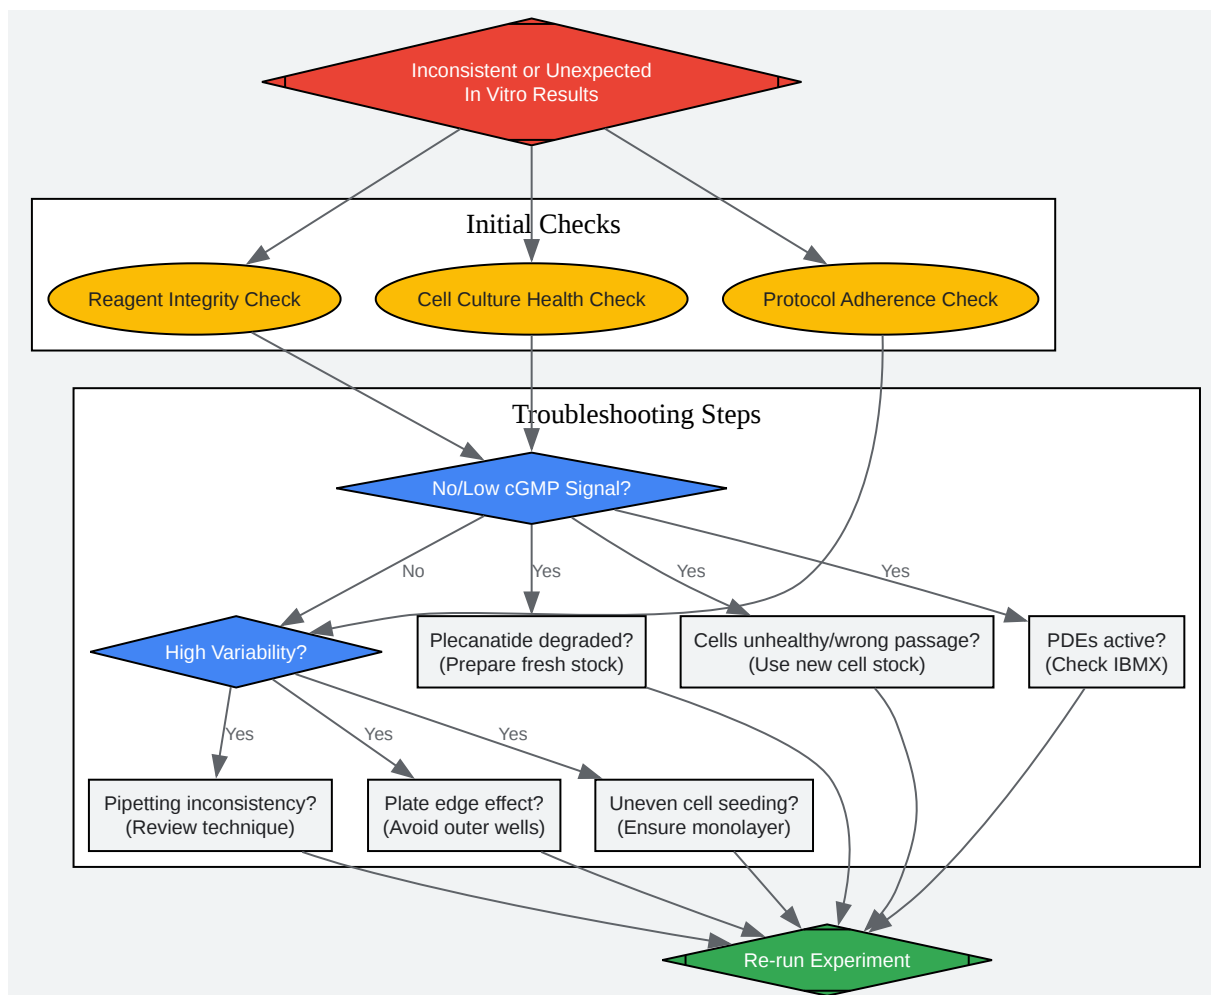 Inconsistent or Unexpected
In Vitro Results
Initial Checks
Reagent Integrity Check
Cell Culture Health Check
Protocol Adherence Check
Troubleshooting Steps
No/Low cGMP Signal?
No
Yes
Yes
Yes
High Variability?
Plecanatide degraded?
(Prepare fresh stock)
Cells unhealthy/wrong passage?
(Use new cell stock)
PDEs active?
(Check IBMX)
Yes
Yes
Yes
Pipetting inconsistency?
(Review technique)
Plate edge effect?
(Avoid outer wells)
Uneven cell seeding?
(Ensure monolayer)
Re-run Experiment